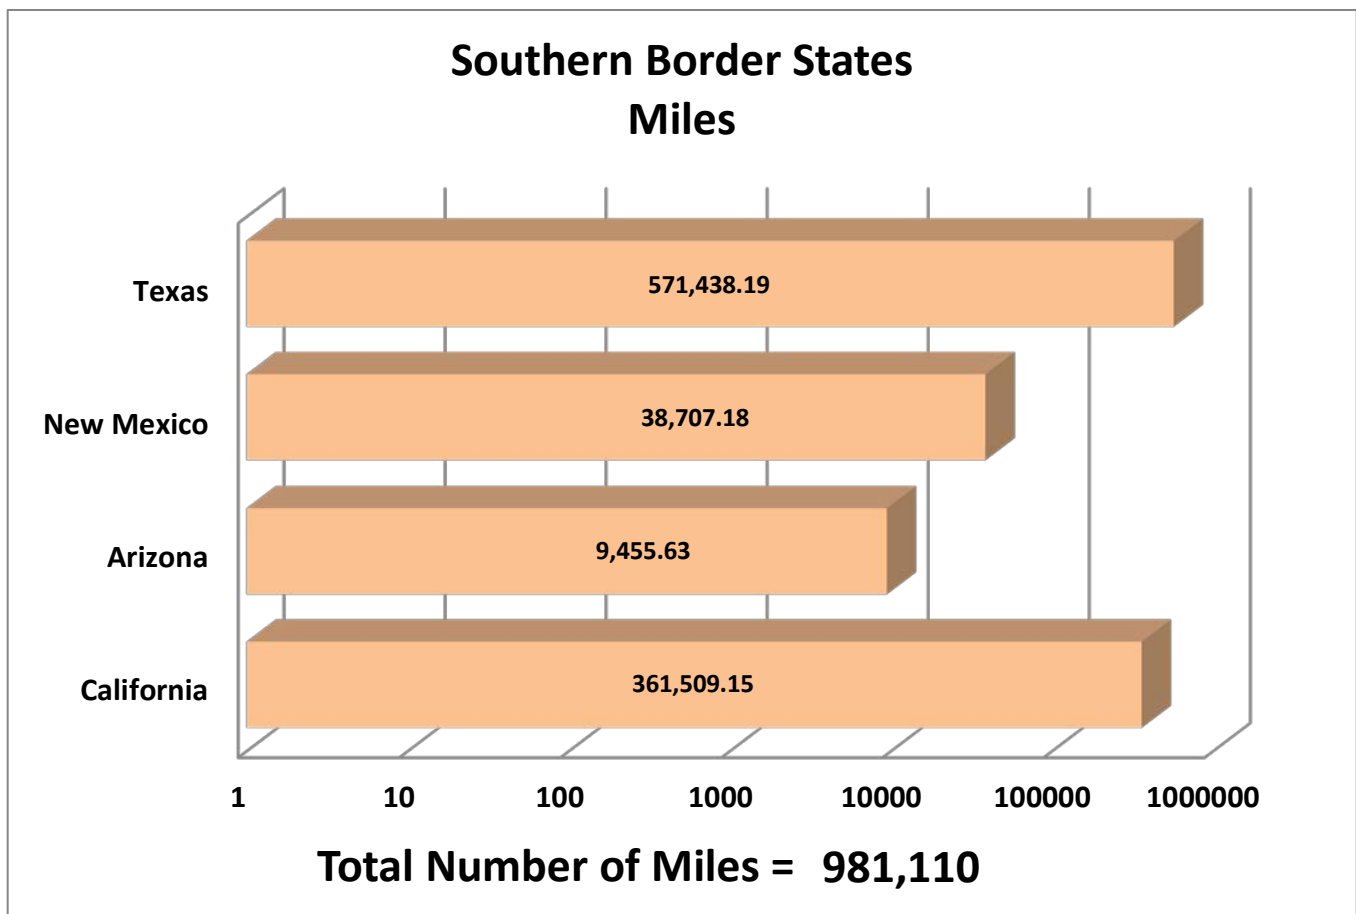 Southern Border States
Miles
Texas
571,438.19
New Mexico
38,707.18
Arizona
9,455.63
California
361,509.15
1 10 100 1000 10000 100000 1000000
Total Number of Miles = 981,110